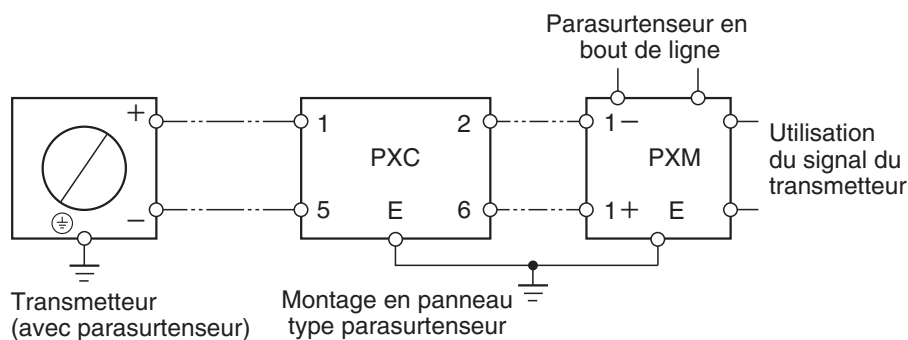 Parasurtenseur en
bout de ligne
+
1
2
1−
PXC
PXM
Utilisation
du signal du
transmetteur
−
5
E
6
1+
E
Transmetteur
(avec parasurtenseur)
Montage en panneau
type parasurtenseur